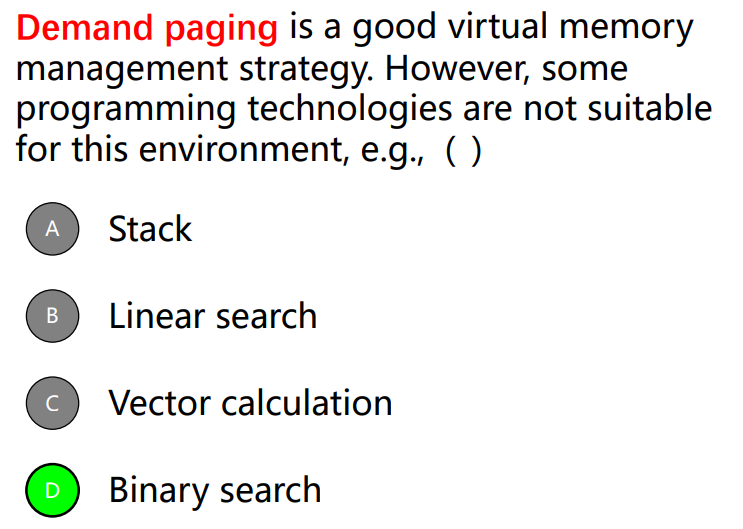 Demand paging is a good virtual memory
management strategy. However, some
programming technologies are not suitable
for this environment, e.g., ( )
A Stack
B Linear search
C Vector calculation
D Binary search